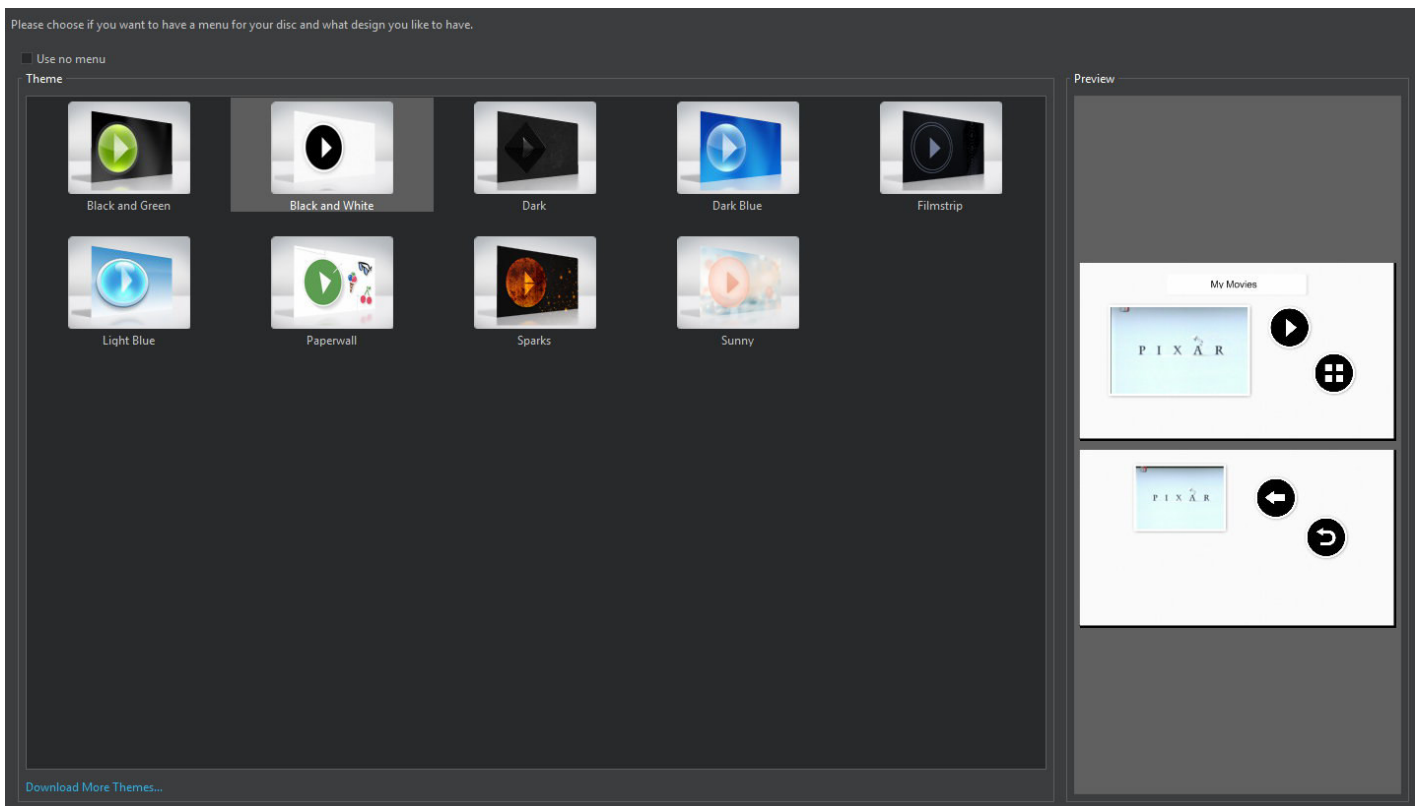 Please choose if you want to have a menu for your disc and what design you like to have.
Use no menu
Theme
Preview
Black and Green
Black and White
Dark
Dark Blue
Filmstrip
Light Blue
Paperwall
Sparks
Sunny
My Movies
P I X A R
P I X A R
Download More Themes...